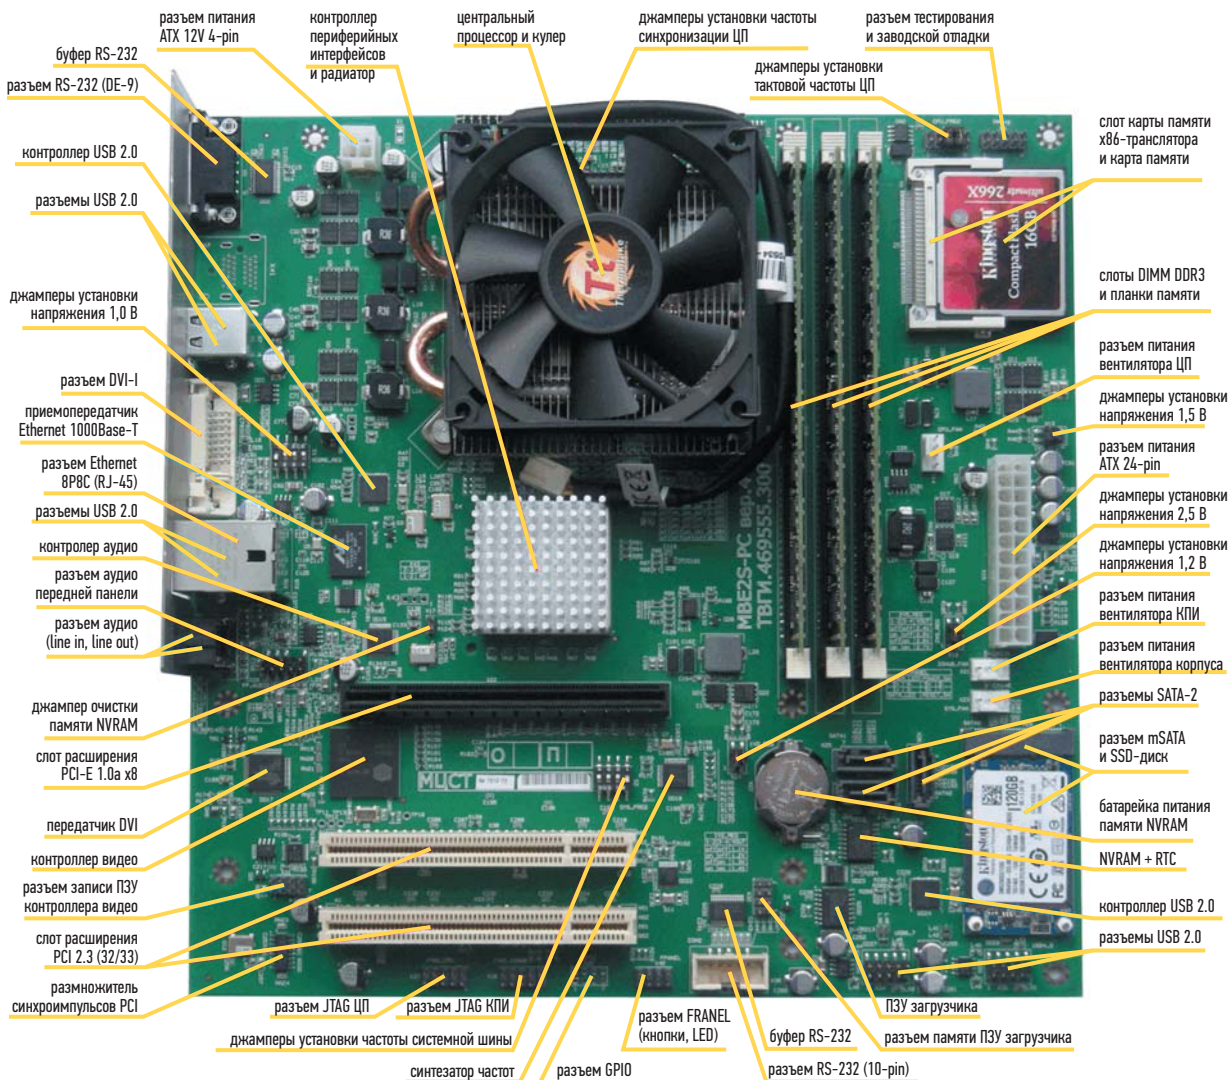 разъем питания
ATX 12V 4-pin
контроллер
периферийных
интерфейсов
и радиатор
центральный
процессор и кулер
джамперы установки частоты
синхронизации ЦП
разъем тестирования
и заводской отладки
буфер RS-232
джамперы установки
тактовой частоты ЦП
разъем RS-232 (DE-9)
слот карты памяти
x86-транслятора
и карта памяти
контроллер USB 2.0
разъемы USB 2.0
джамперы установки
напряжения 1,0 В
слоты DIMM DDR3
и планки памяти
разъем питания
вентилятора ЦП
разъем DVI-I
джамперы установки
напряжения 1,5 В
приемопередатчик
Ethernet 1000Base-T
разъем питания
ATX 24-pin
разъем Ethernet
8P8C (RJ-45)
джамперы установки
напряжения 2,5 В
разъемы USB 2.0
контролер аудио
джамперы установки
напряжения 1,2 В
разъем аудио
передней панели
разъем питания
вентилятора КПИ
разъем аудио
(line in, line out)
разъем питания
вентилятора корпуса
джампер очистки
памяти NVRAM
разъемы SATA-2
слот расширения
PCI-E 1.0a x8
разъем mSATA
и SSD-диск
передатчик DVI
батарейка питания
памяти NVRAM
контроллер видео
NVRAM + RTC
разъем записи ПЗУ
контроллера видео
контроллер USB 2.0
слот расширения
PCI 2.3 (32/33)
разъемы USB 2.0
размножитель
синхроимпульсов PCI
разъем JTAG ЦП
разъем JTAG КПИ
разъем FRANEL
(кнопки, LED)
ПЗУ загрузчика
джамперы установки частоты системной шины
буфер RS-232
разъем памяти ПЗУ загрузчика
синтезатор частот
разъем GPIO
разъем RS-232 (10-pin)
ultimate 266X
Kingston
CompactFlash
16GB
Tt
Thermaltake
MBE2S-PC вер.
ТВГИ.469555.300
МЦСТ
Kingston
120GB